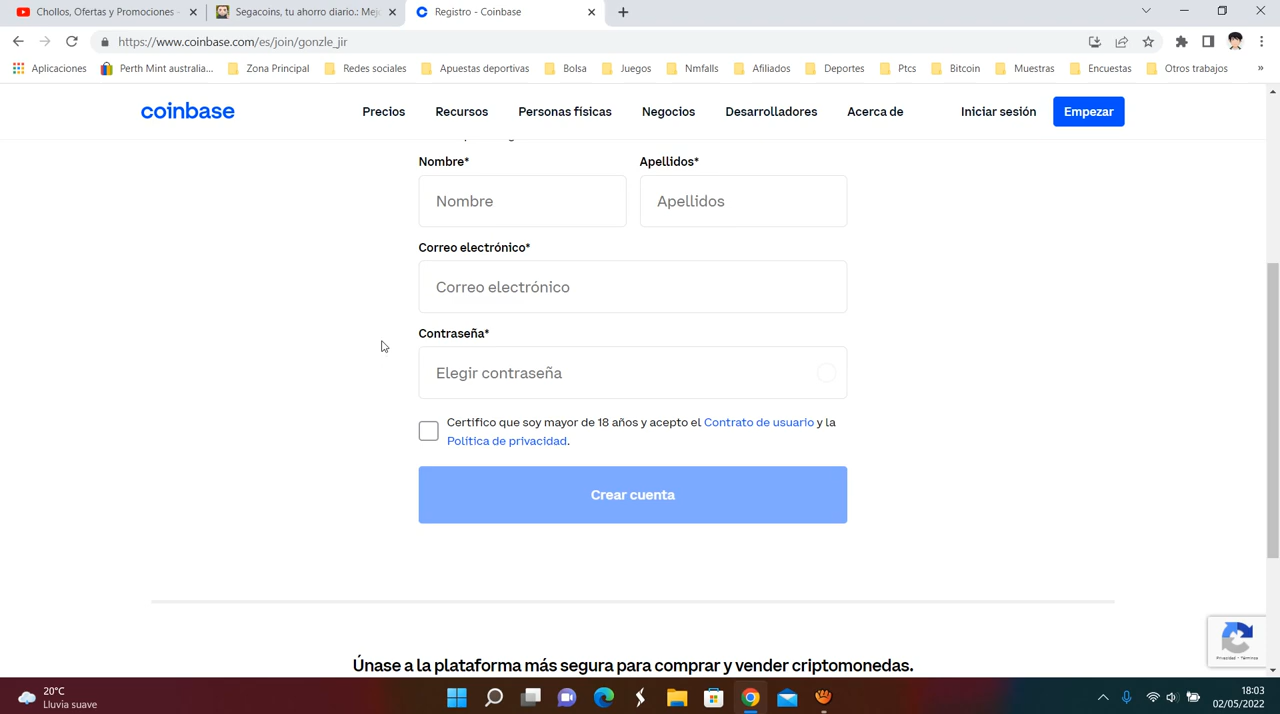 Chollos, Ofertas y Promociones -
Segacoins, tu ahorro diario.: Mej
Registro - Coinbase
https://www.coinbase.com/es/join/gonzle_jir
Aplicaciones
Perth Mint australia...
Zona Principal
Redes sociales
Apuestas deportivas
Bolsa
Juegos
Nmfalls
Afiliados
Deportes
Ptcs
Bitcoin
Muestras
Encuestas
Otros trabajos
»
coinbase
Precios
Recursos
Personas físicas
Negocios
Desarrolladores
Acerca de
Iniciar sesión
Empezar
Nombre*
Apellidos*
Nombre
Apellidos
Correo electrónico*
Correo electrónico
Contraseña*
Elegir contraseña
Certifico que soy mayor de 18 años y acepto el Contrato de usuario y la
Política de privacidad.
Crear cuenta
Únase a la plataforma más segura para comprar y vender criptomonedas.
Privacidad - Términos
20°C
Lluvia suave
18:03
02/05/2022